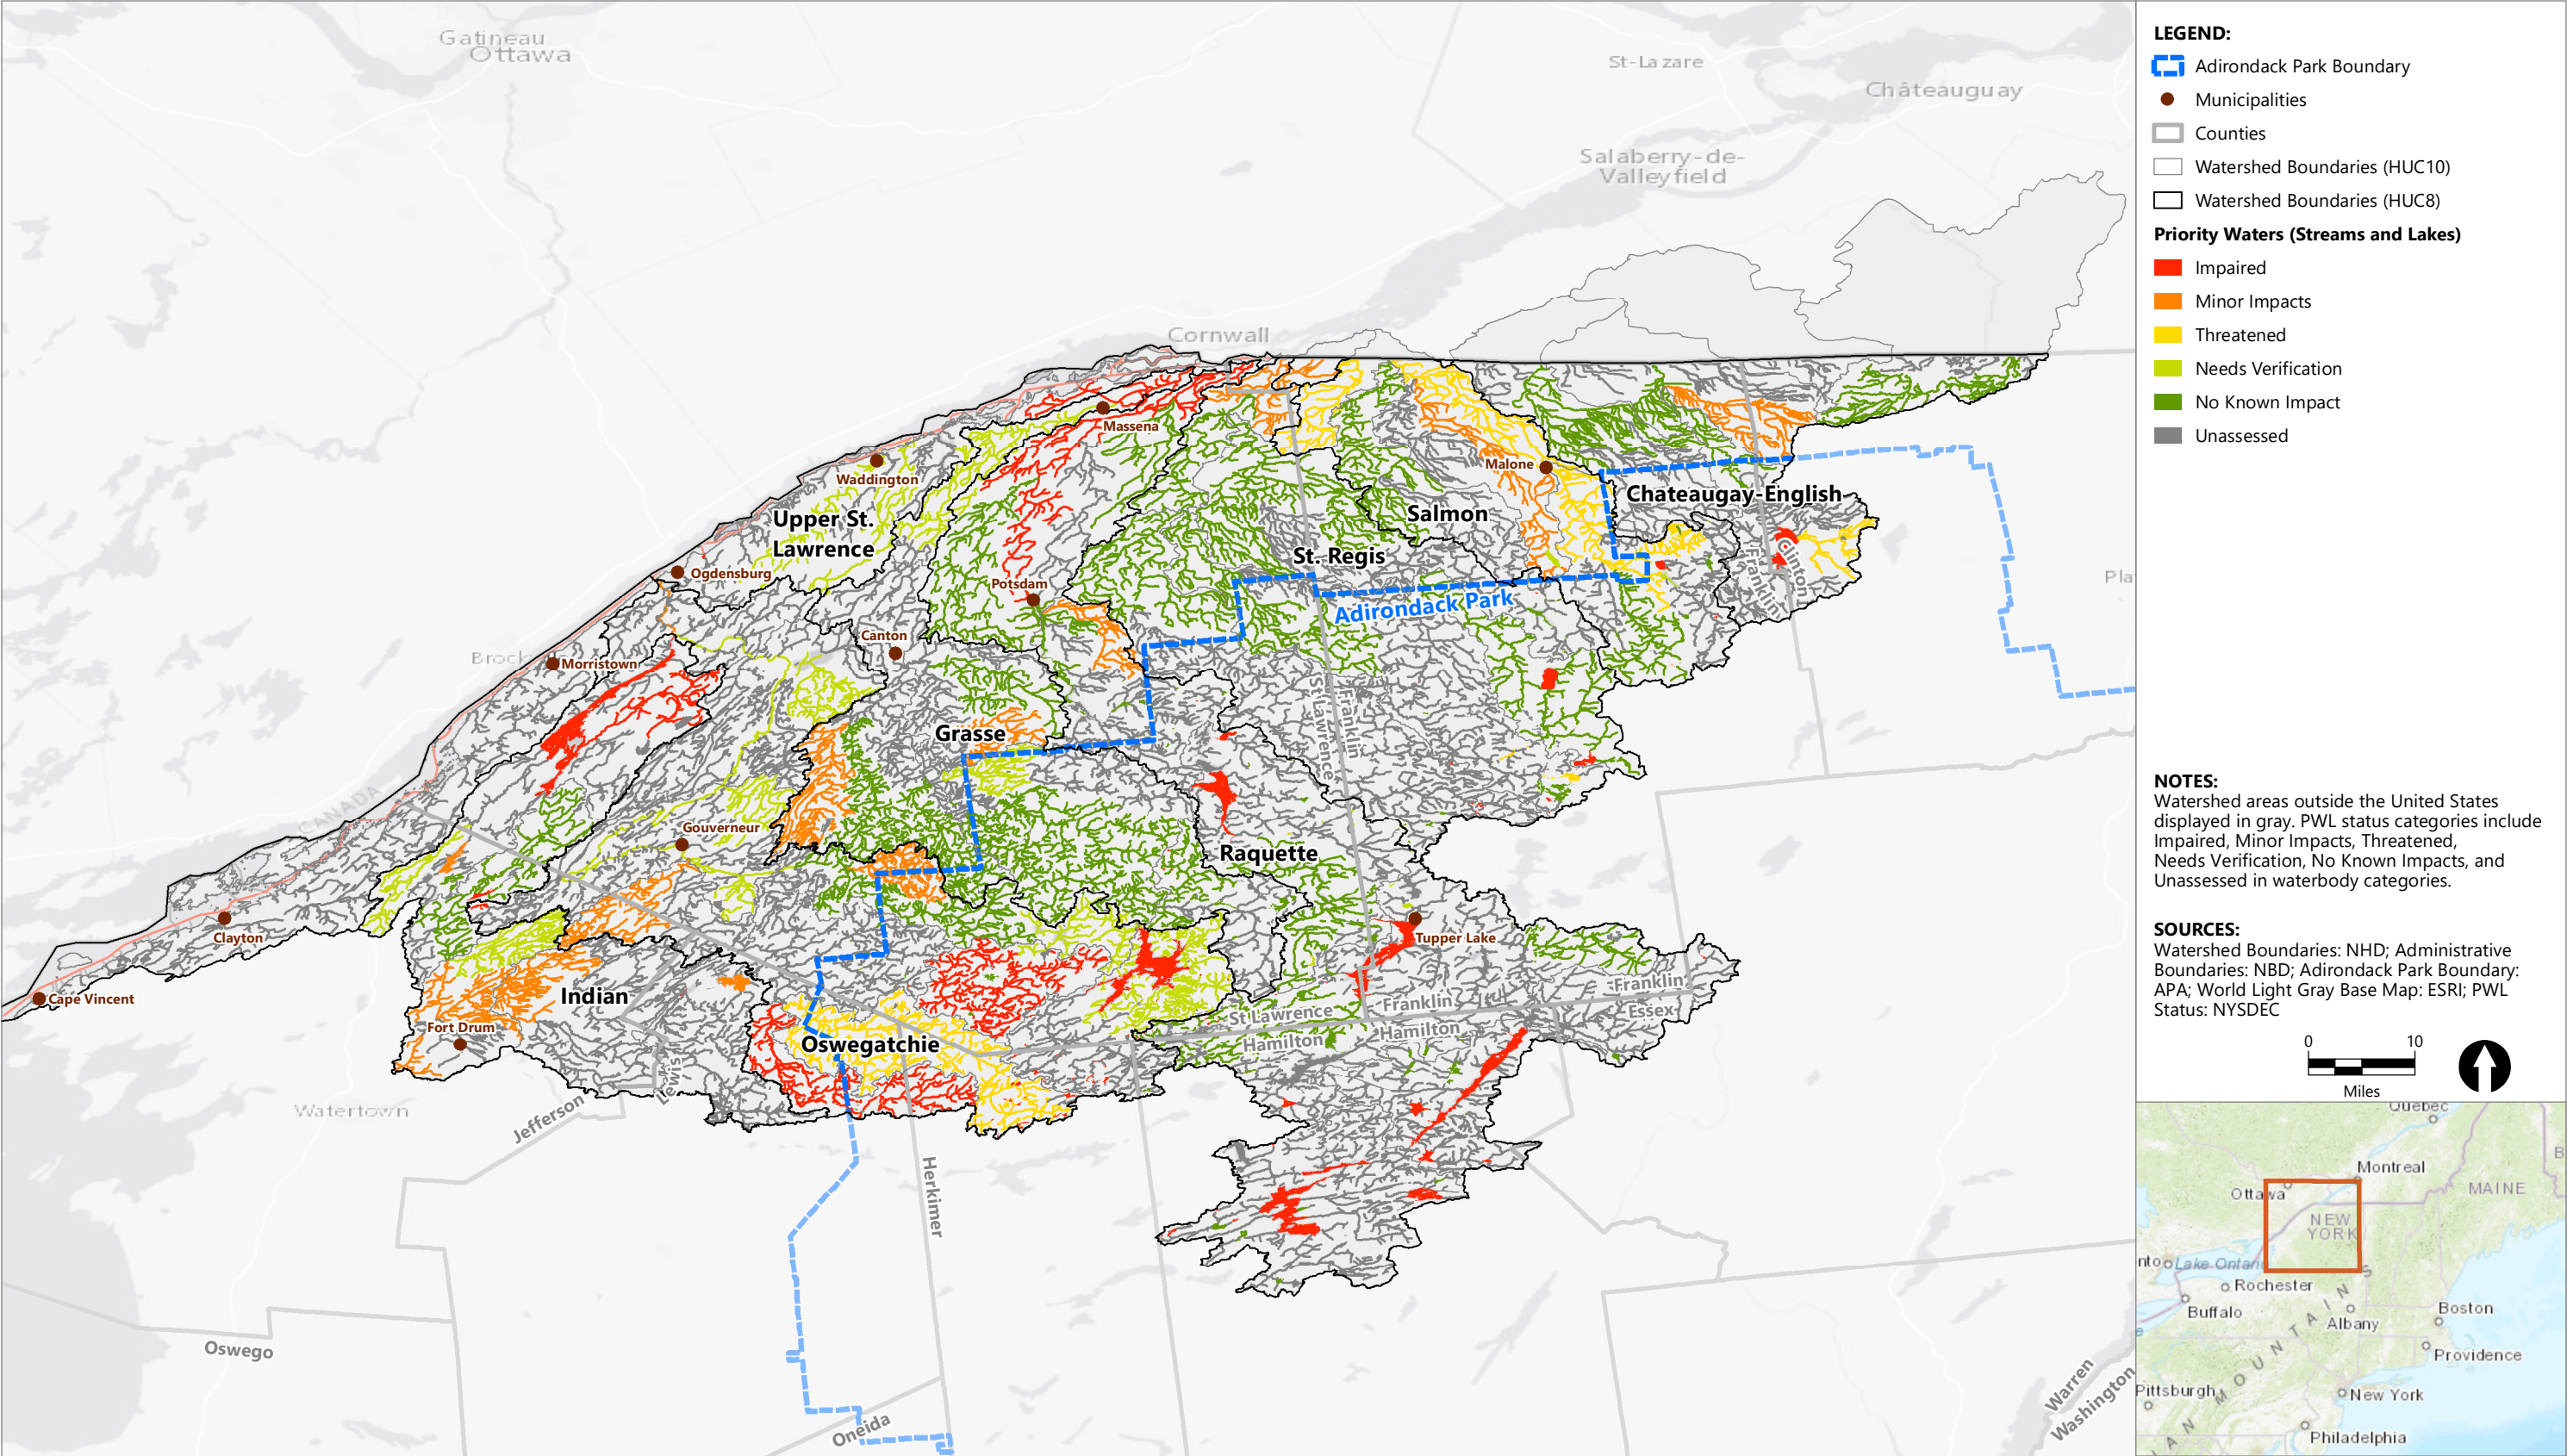 Gatineau
Ottawa
St-Lazare
Châteauguay
Salaberry-de-
Valleyfield
Cornwall
Massena
Waddington
Malone
Chateaugay-English
Upper St.
Lawrence
Salmon
St. Regis
Clinton
Franklin
Ogdensburg
Potsdam
Adirondack Park
Canton
Morristown
St Lawrence
Franklin
Grasse
CANADA
Gouverneur
Raquette
Clayton
Tupper Lake
Cape Vincent
Indian
Fort Drum
Oswegatchie
St Lawrence
Hamilton
Franklin
Hamilton
Franklin
Essex
Watertown
Jefferson
Lewis
Herkimer
Oswego
Oneida
Warren
Washington
LEGEND:
Adirondack Park Boundary
Municipalities
Counties
Watershed Boundaries (HUC10)
Watershed Boundaries (HUC8)
Priority Waters (Streams and Lakes)
Impaired
Minor Impacts
Threatened
Needs Verification
No Known Impact
Unassessed
NOTES:
Watershed areas outside the United States
displayed in gray. PWL status categories include
Impaired, Minor Impacts, Threatened,
Needs Verification, No Known Impacts, and
Unassessed in waterbody categories.
SOURCES:
Watershed Boundaries: NHD; Administrative
Boundaries: NBD; Adirondack Park Boundary:
APA; World Light Gray Base Map: ESRI; PWL
Status: NYSDEC
0 10
Miles
Quebec
Montreal
Ottawa
MAINE
NEW
YORK
Lake Ontari
Rochester
Buffalo
Albany
Boston
Providence
Pittsburgh
New York
Philadelphia
MOUNTAINS